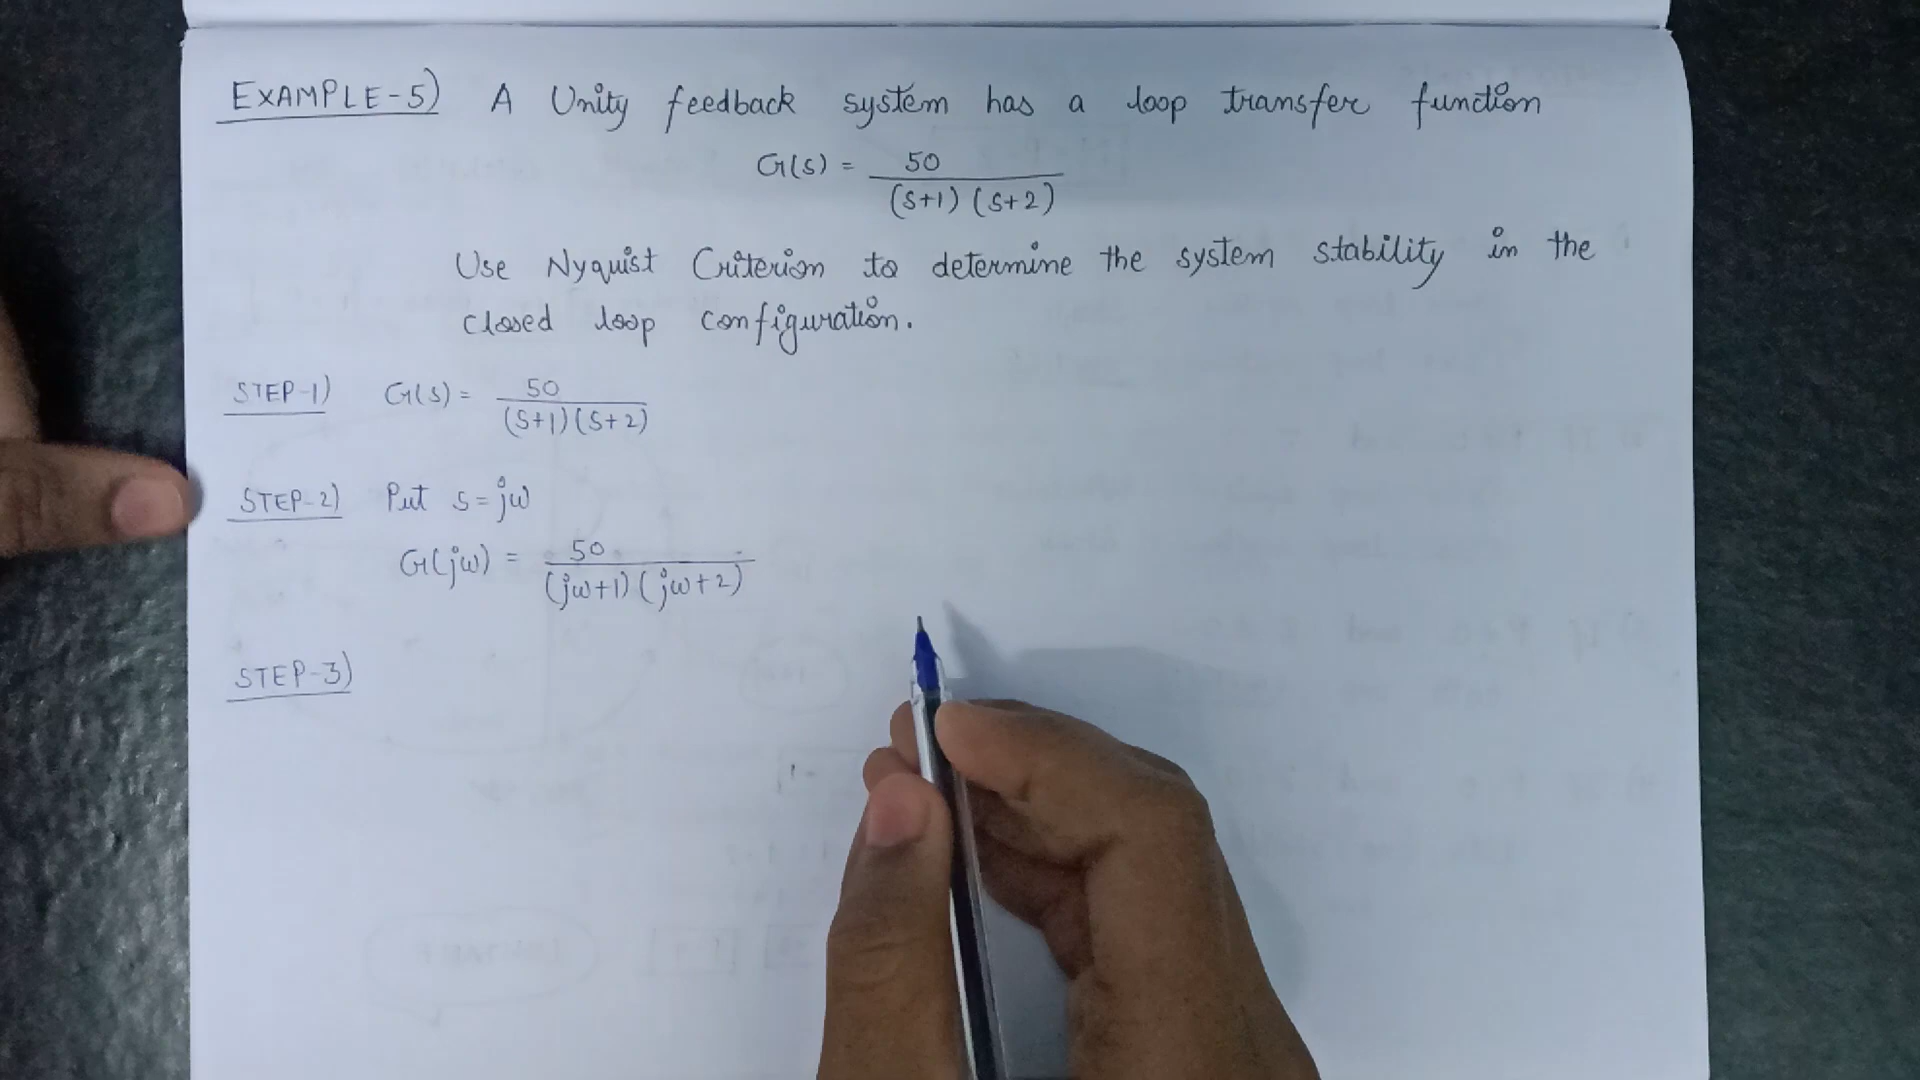 EXAMPLE-5) A Unity feedback system has a loop transfer function
G(s) = 50 / (s+1) (s+2)
Use Nyquist Criterion to determine the system stability in the
closed loop configuration.
STEP-1) G(s) = 50 / (s+1)(s+2)
STEP-2) Put s=jω
G(jω) = 50 / (jω+1) (jω+2)
STEP-3)